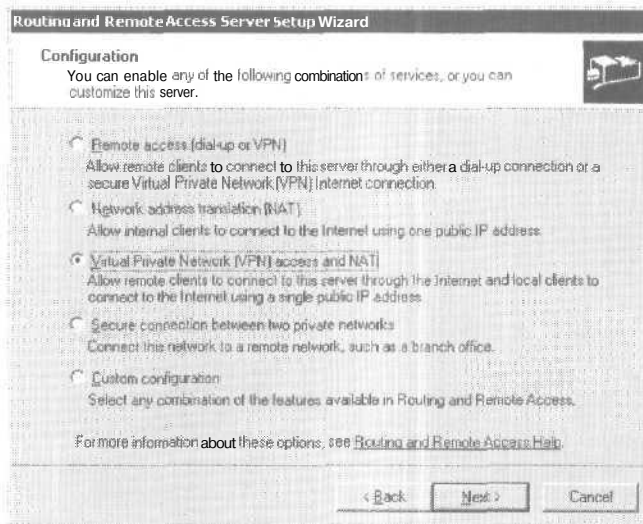 Routing and Remote Access Server Setup Wizard
Configuration
You can enable any of the following combinations of services, or you can
customize this server.
Remote access (dial-up or VPN)
Allow remote clients to connect to this server through either a dial-up connection or a
secure Virtual Private Network (VPN) Internet connection.
Network address translation (NAT)
Allow internal clients to connect to the Internet using one public IP address.
Virtual Private Network (VPN) access and NAT
Allow remote clients to connect to this server through the Internet and local clients to
connect to the Internet using a single public IP address.
Secure connection between two private networks
Connect this network to a remote network, such as a branch office.
Custom configuration
Select any combination of the features available in Routing and Remote Access.
For more information about these options, see Routing and Remote Access Help.
< Back
Next >
Cancel